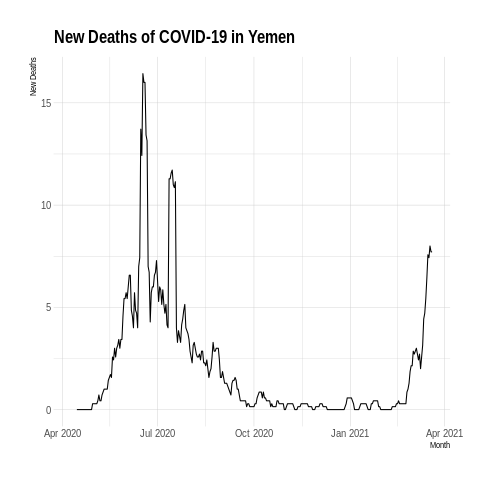 New Deaths of COVID-19 in Yemen
New Deaths
15
10
5
0
Apr 2020 Jul 2020 Oct 2020 Jan 2021 Apr 2021
Month